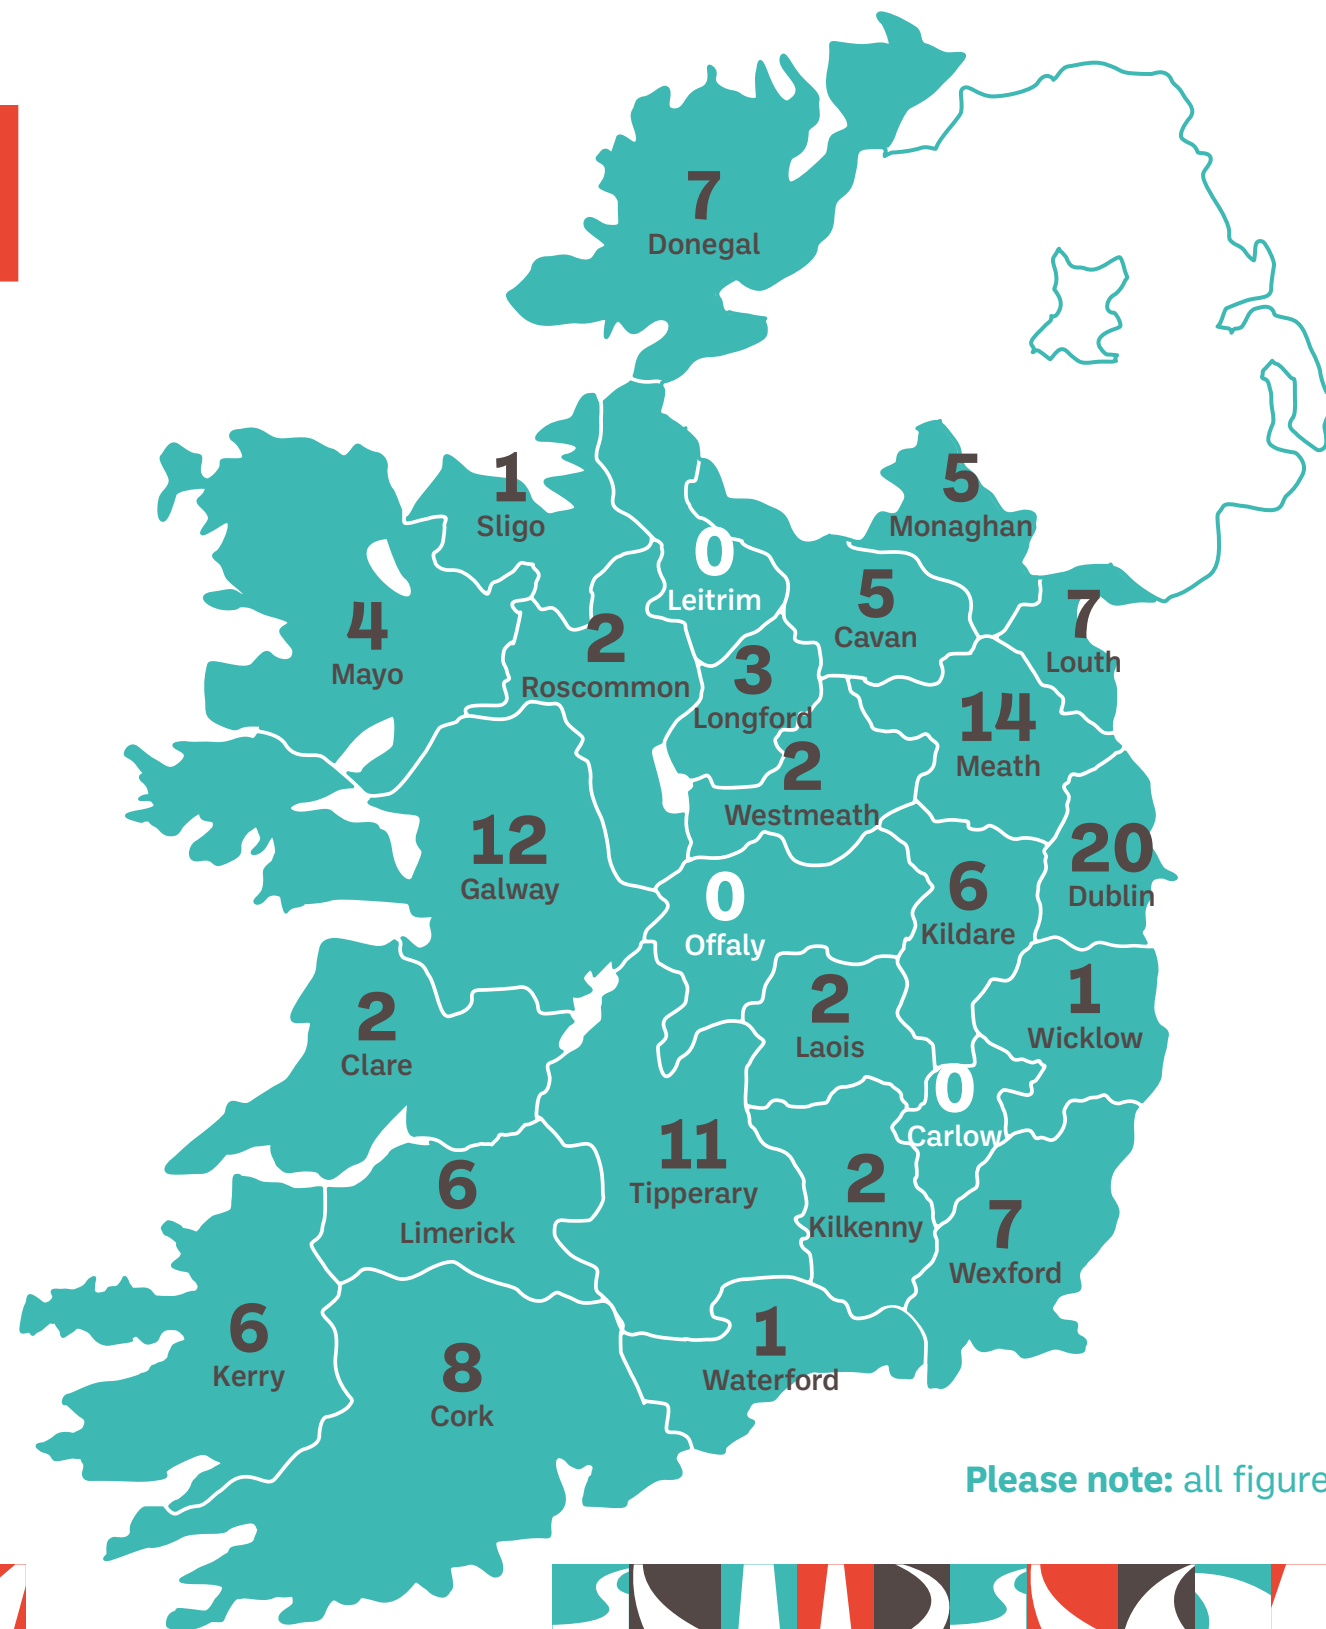 7
Donegal
1
Sligo
5
Monaghan
0
Leitrim
5
Cavan
7
Louth
4
Mayo
2
Roscommon
3
Longford
14
Meath
2
Westmeath
12
Galway
20
Dublin
6
Kildare
0
Offaly
2
Clare
2
Laois
1
Wicklow
0
Carlow
11
Tipperary
6
Limerick
2
Kilkenny
7
Wexford
6
Kerry
8
Cork
1
Waterford
Please note: all figure